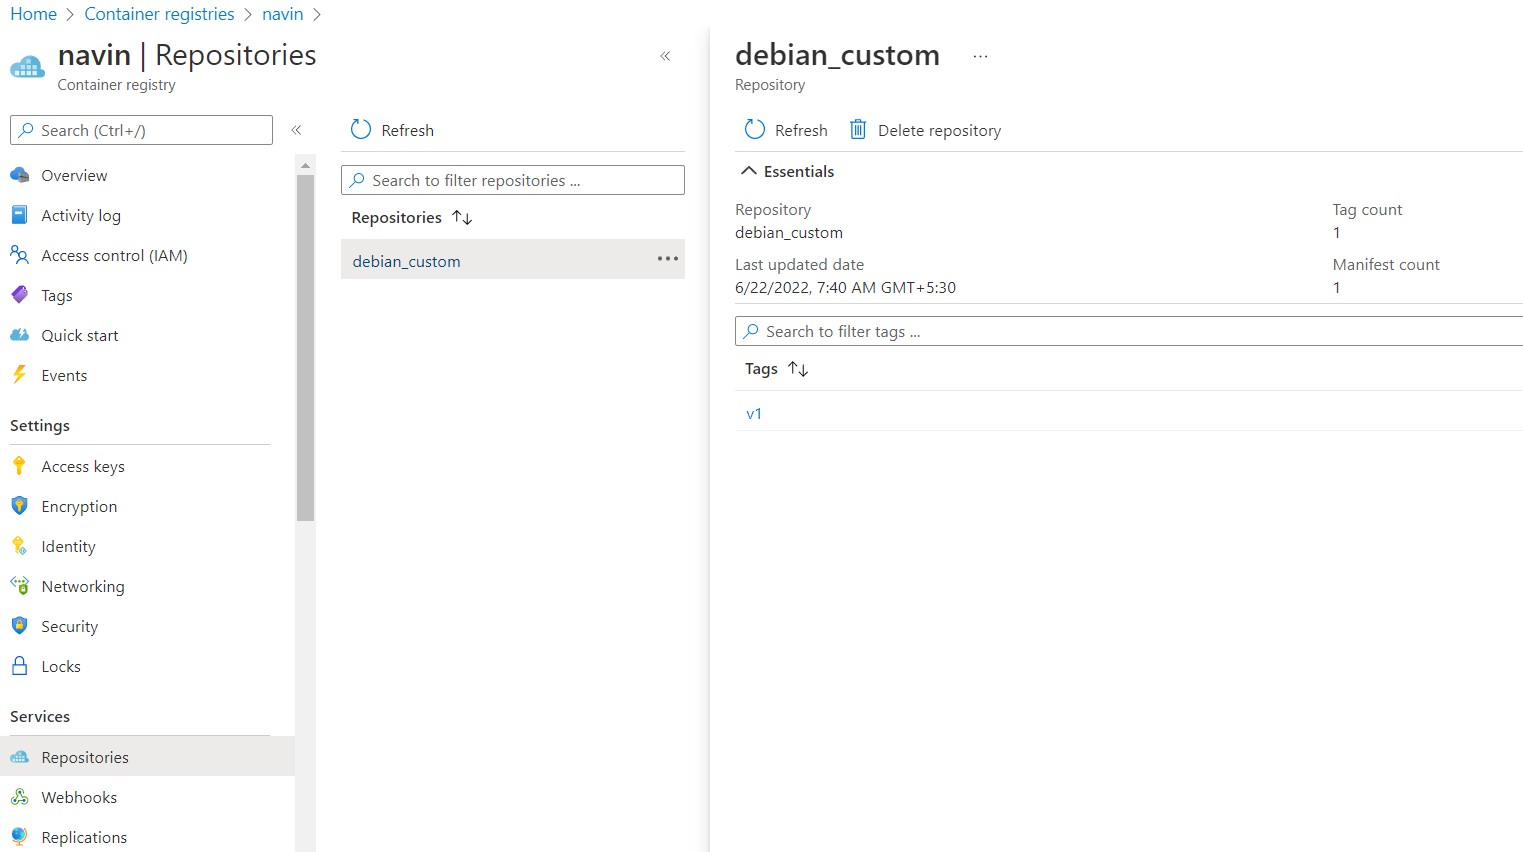 Home > Container registries > navin >
navin | Repositories
Container registry
«
Search (Ctrl+/)
«
Overview
Activity log
Access control (IAM)
Tags
Quick start
Events
Settings
Access keys
Encryption
Identity
Networking
Security
Locks
Services
Repositories
Webhooks
Replications
Refresh
Search to filter repositories ...
Repositories ↑↓
debian_custom ...
debian_custom ...
Repository
Refresh Delete repository
Essentials
Repository
debian_custom
Last updated date
6/22/2022, 7:40 AM GMT+5:30
Tag count
1
Manifest count
1
Search to filter tags ...
Tags ↑↓
v1